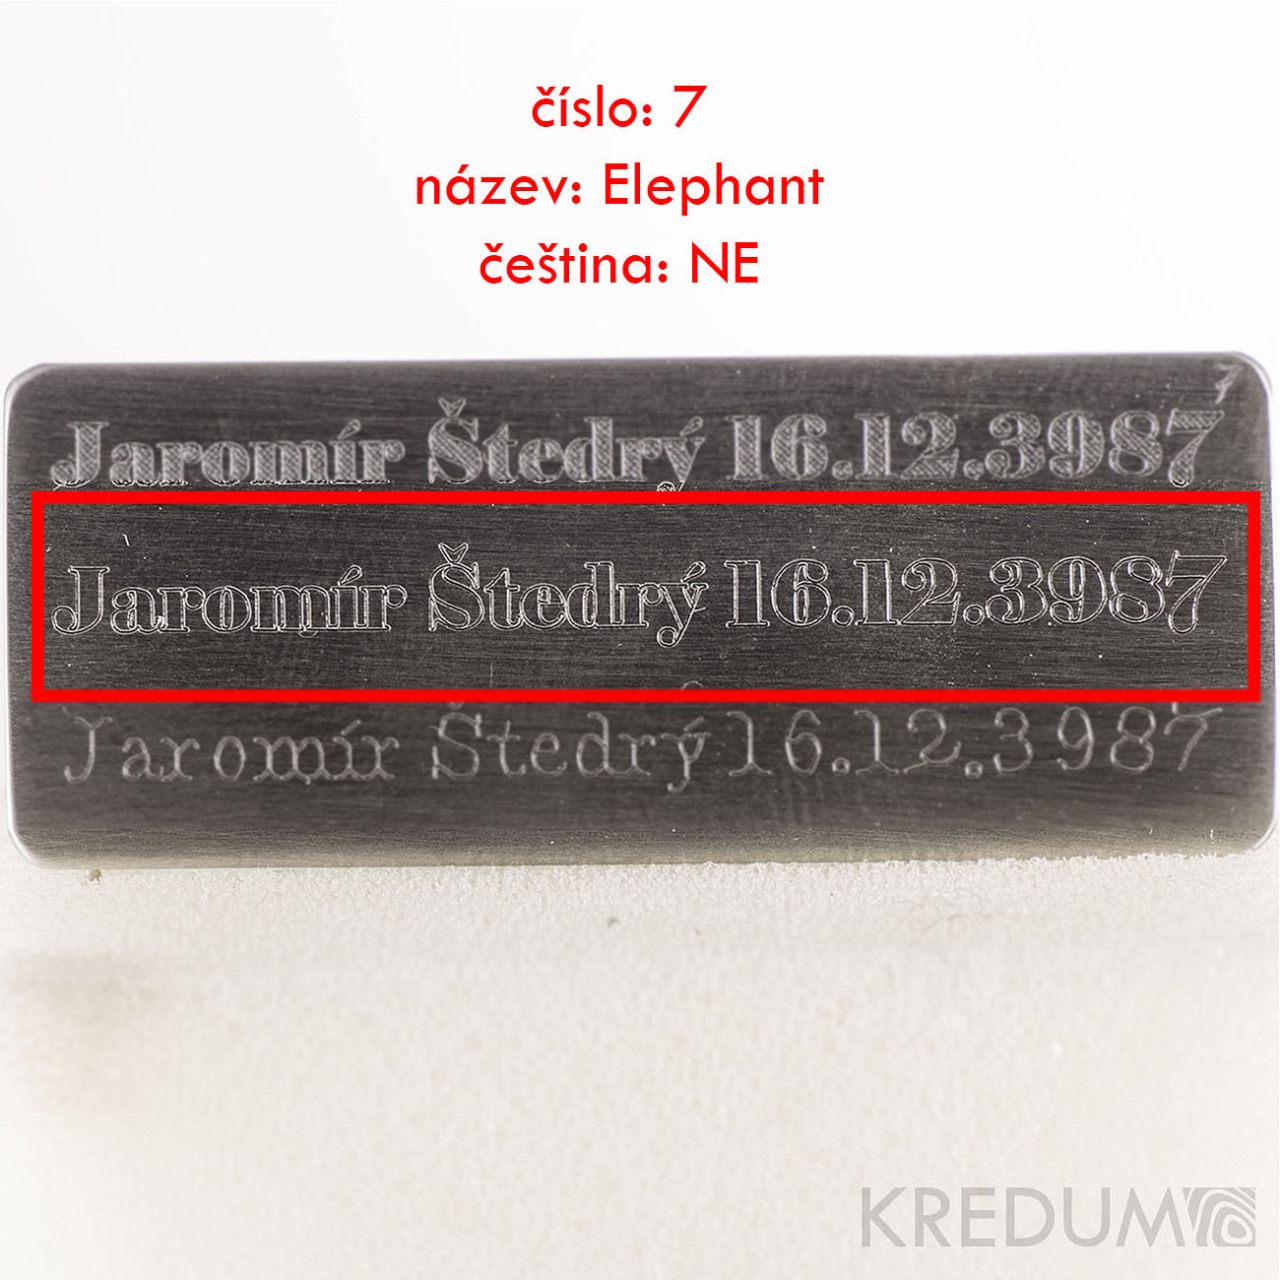 číslo: 7
název: Elephant
čeština: NE
7
Jaromír Štedrý 16.12.3987
Jaromír Štedrý 16.12.3987
Jaromír Štedrý 16.12.3987
KREDUM